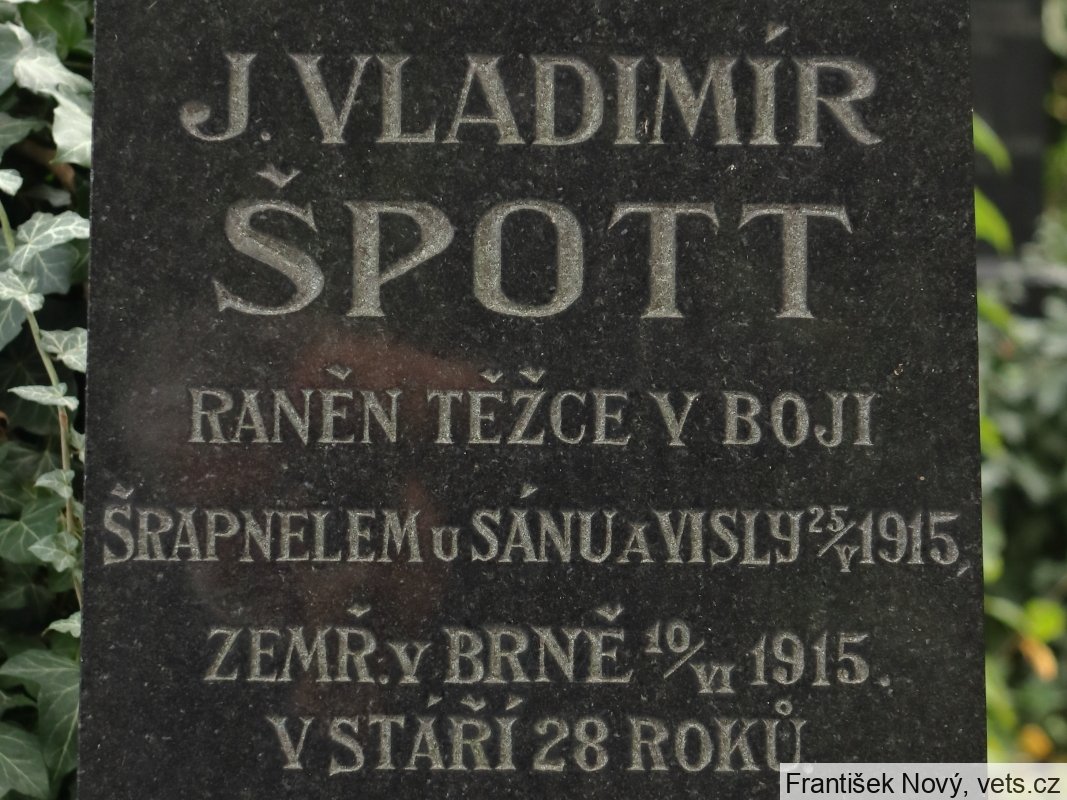 J. VLADIMÍR
ŠPOTT
RANĚN TĚŽCE V BOJI
ŠRAPNELEM U SÁNU A VISLY 25/V 1915,
ZEMŘ. V BRNĚ 10/VI 1915.
V STÁŘÍ 28 ROKŮ.
František Nový, vets.cz